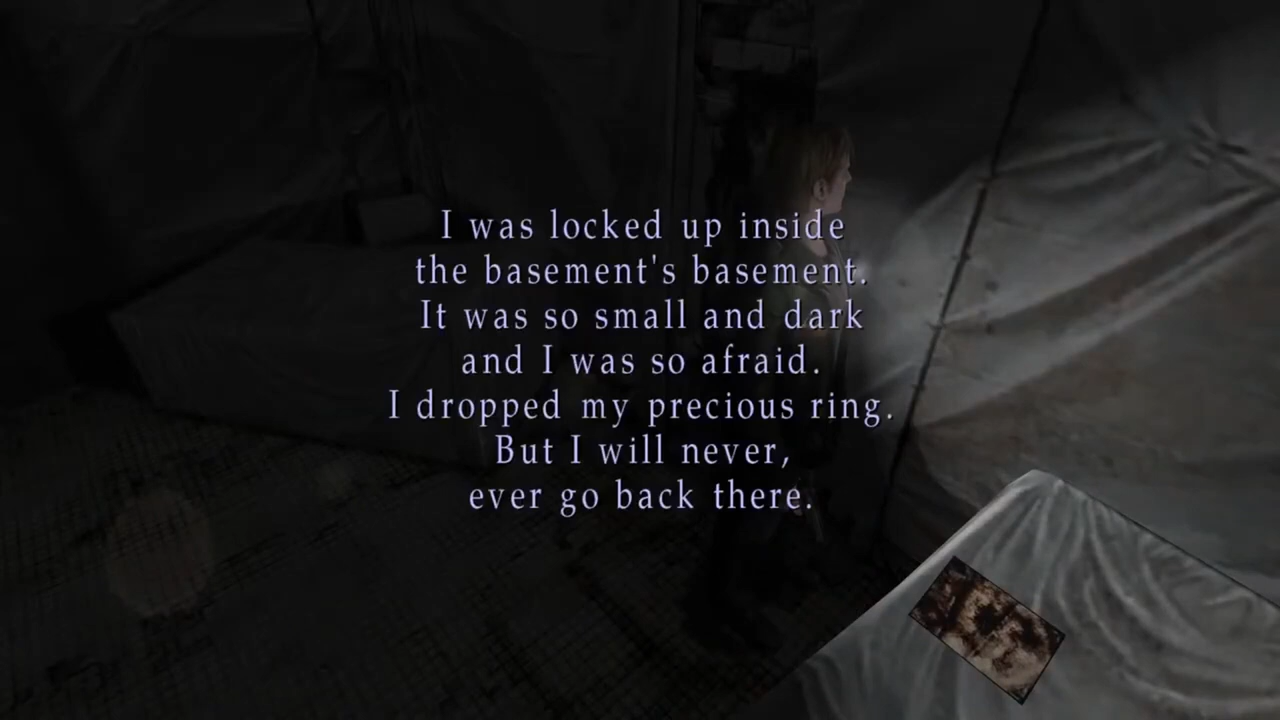 I was locked up inside
the basement's basement.
It was so small and dark
and I was so afraid.
I dropped my precious ring.
But I will never,
ever go back there.